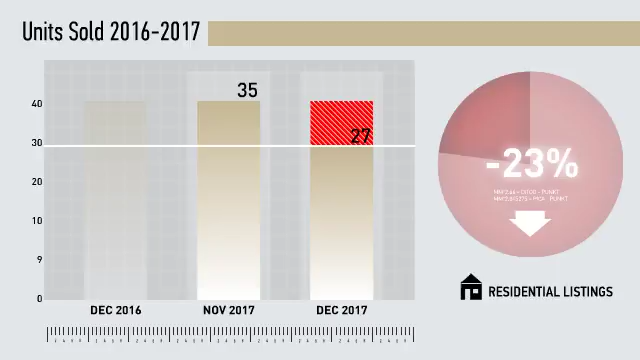 Units Sold 2016-2017
40
30
20
10
9
0
35
27
DEC 2016
NOV 2017
DEC 2017
-23%
RESIDENTIAL LISTINGS